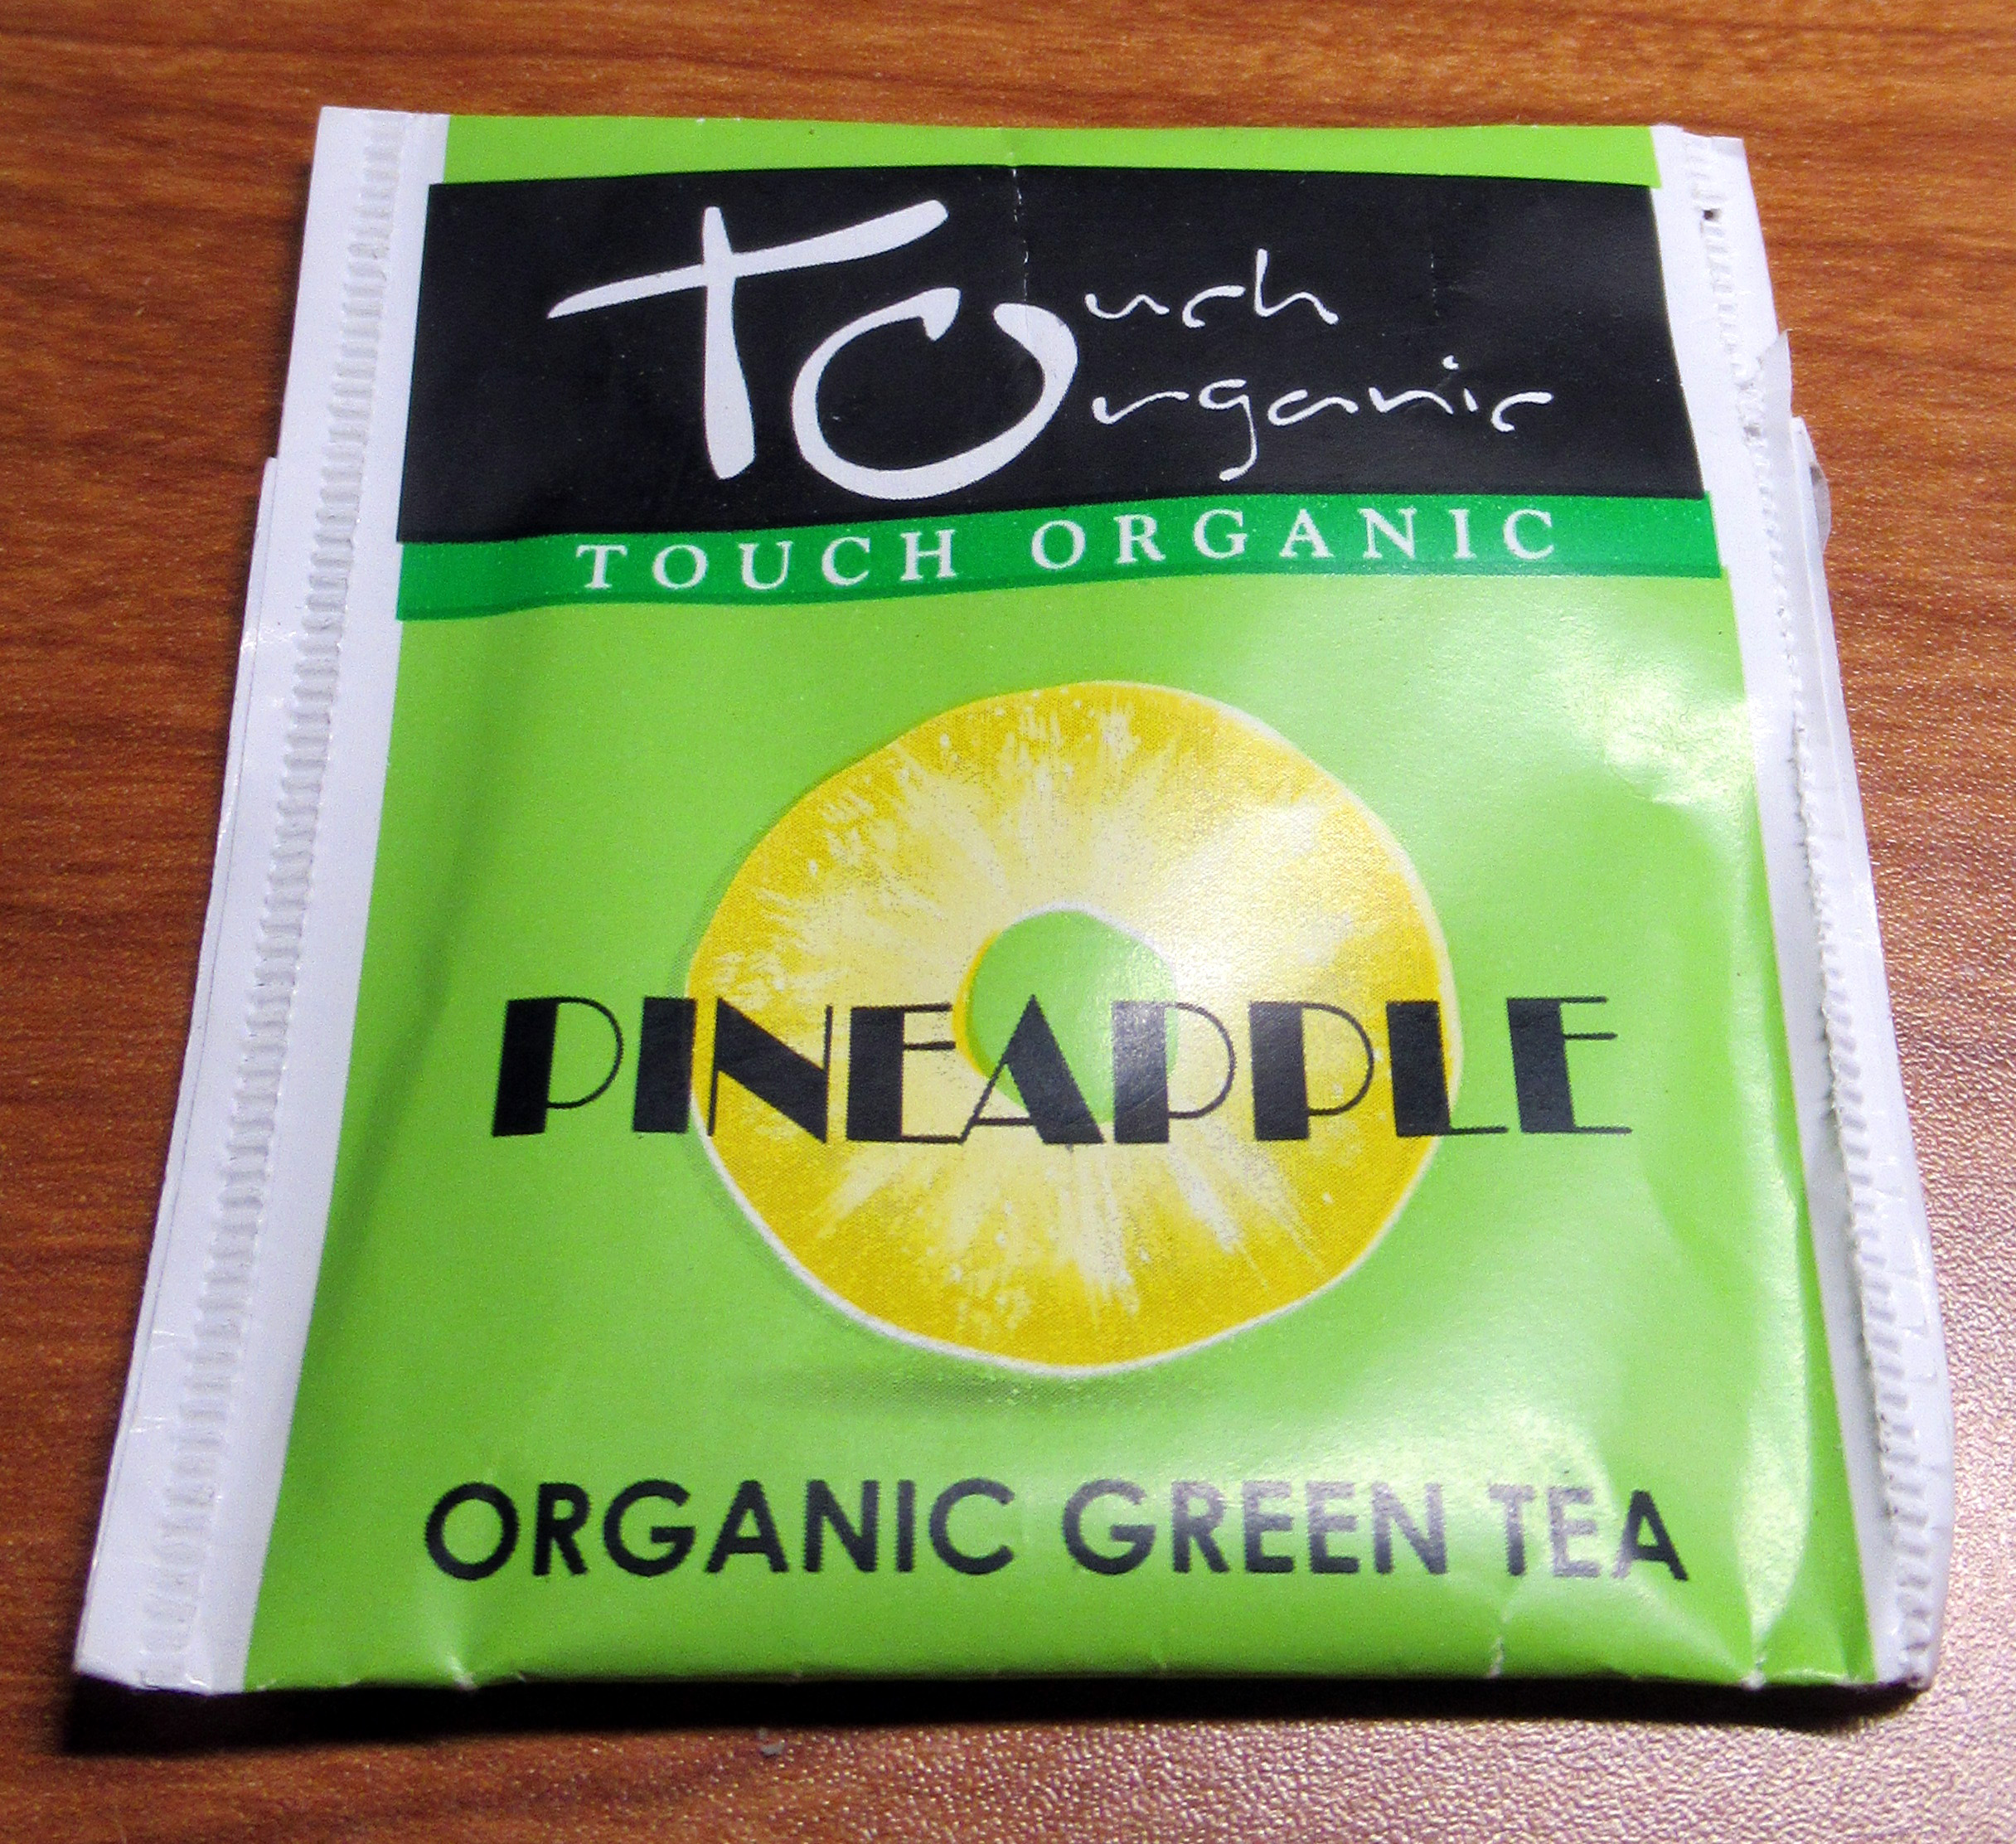 Touch
Organic
TOUCH ORGANIC
PINEAPPLE
ORGANIC GREEN TEA